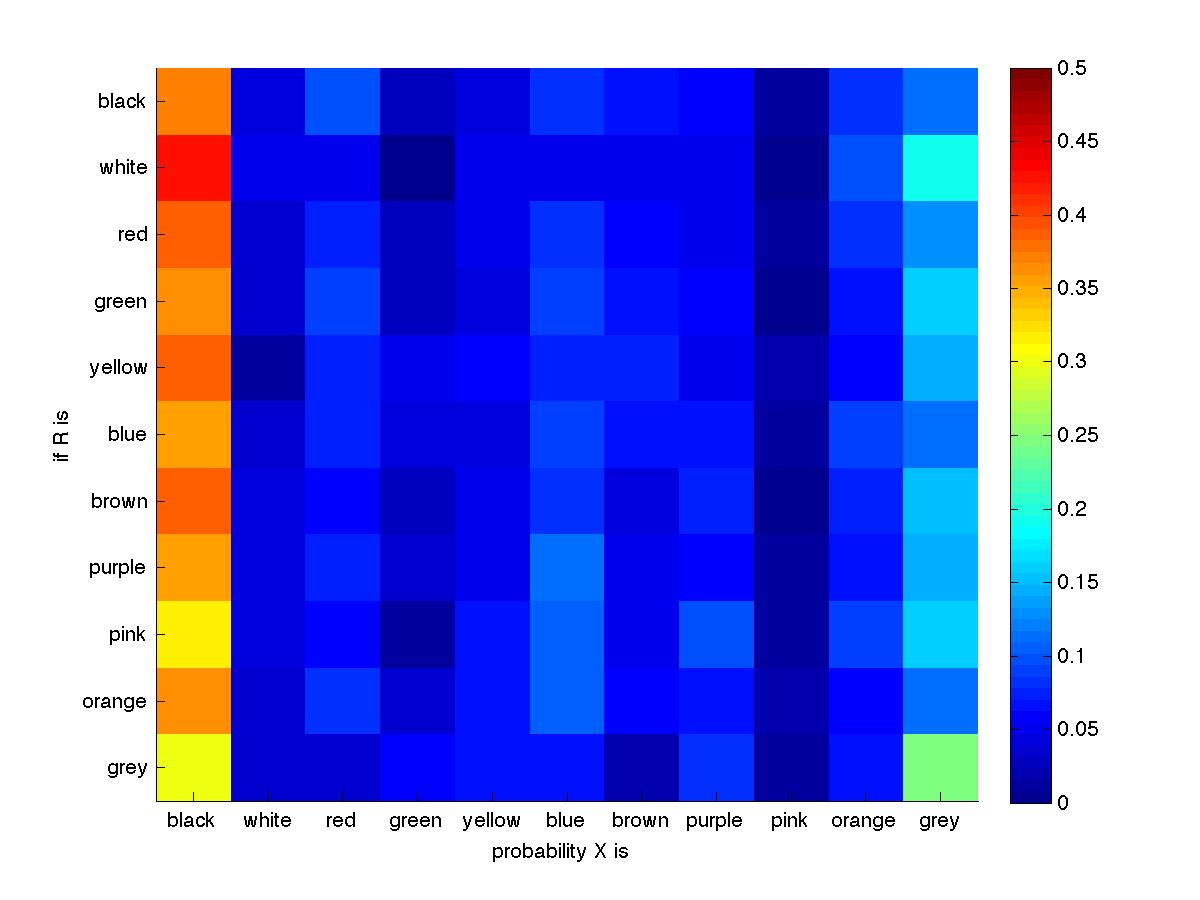 black
white
red
green
yellow
blue
brown
purple
pink
orange
grey
if R is
black white red green yellow blue brown purple pink orange grey
probability X is
0.5
0.45
0.4
0.35
0.3
0.25
0.2
0.15
0.1
0.05
0